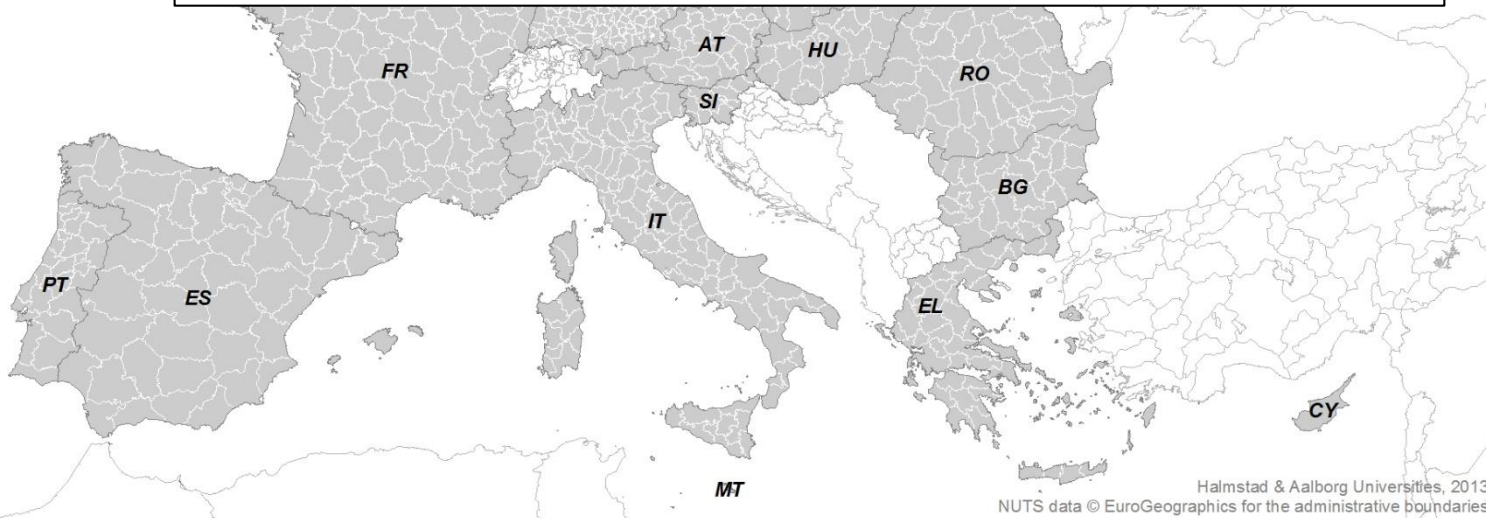 AT
HU
FR
RO
SI
BG
IT
PT
ES
EL
CY
MT
Halmstad & Aalborg Universities, 2013
NUTS data © EuroGeographics for the administrative boundaries